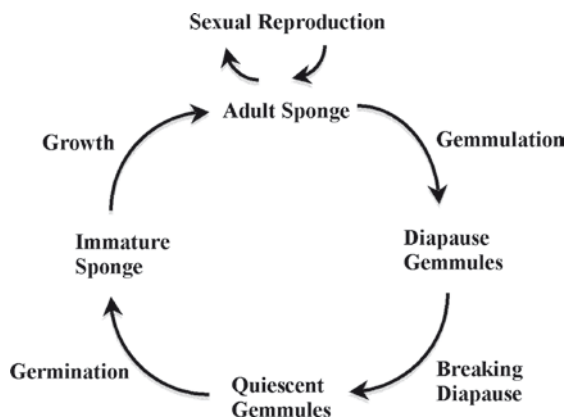 Sexual Reproduction
Adult Sponge
Growth
Gemmulation
Immature
Sponge
Diapause
Gemmules
Germination
Quiescent
Gemmules
Breaking
Diapause